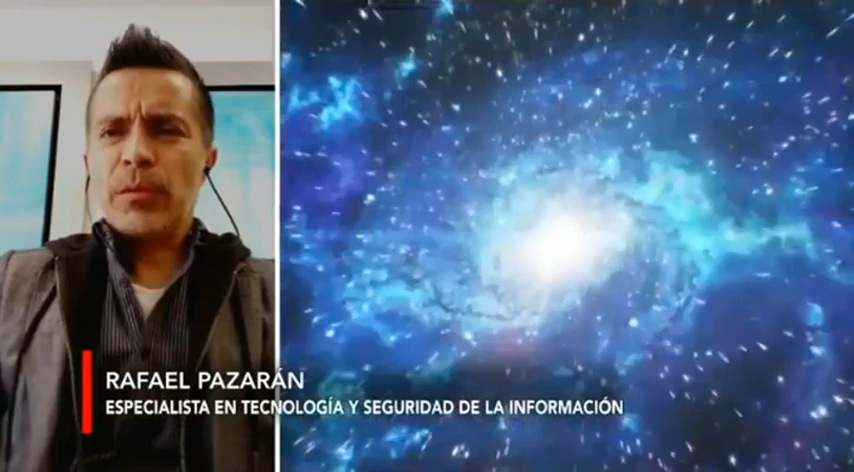 RAFAEL PAZARÁN
ESPECIALISTA EN TECNOLOGÍA Y SEGURIDAD DE LA INFORMACIÓN